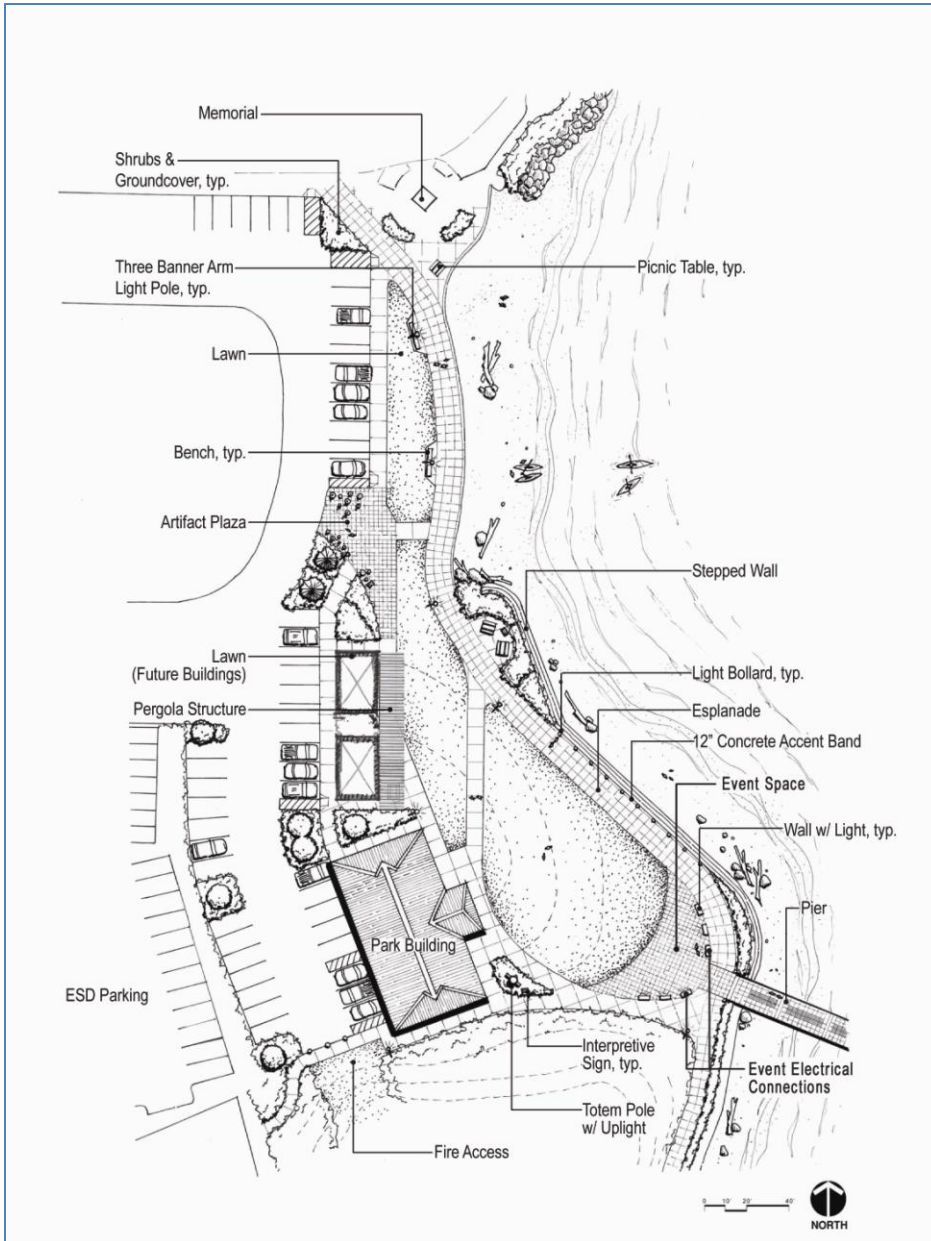 Memorial
Shrubs &
Groundcover, typ.
Three Banner Arm
Light Pole, typ.
Picnic Table, typ.
Lawn
Bench, typ.
Artifact Plaza
Stepped Wall
Lawn
(Future Buildings)
Pergola Structure
Light Bollard, typ.
Esplanade
12" Concrete Accent Band
Event Space
Wall w/ Light, typ.
Pier
Park Building
ESD Parking
Interpretive
Sign, typ.
Event Electrical
Connections
Totem Pole
w/ Uplight
Fire Access
0 10' 20' 40'
NORTH